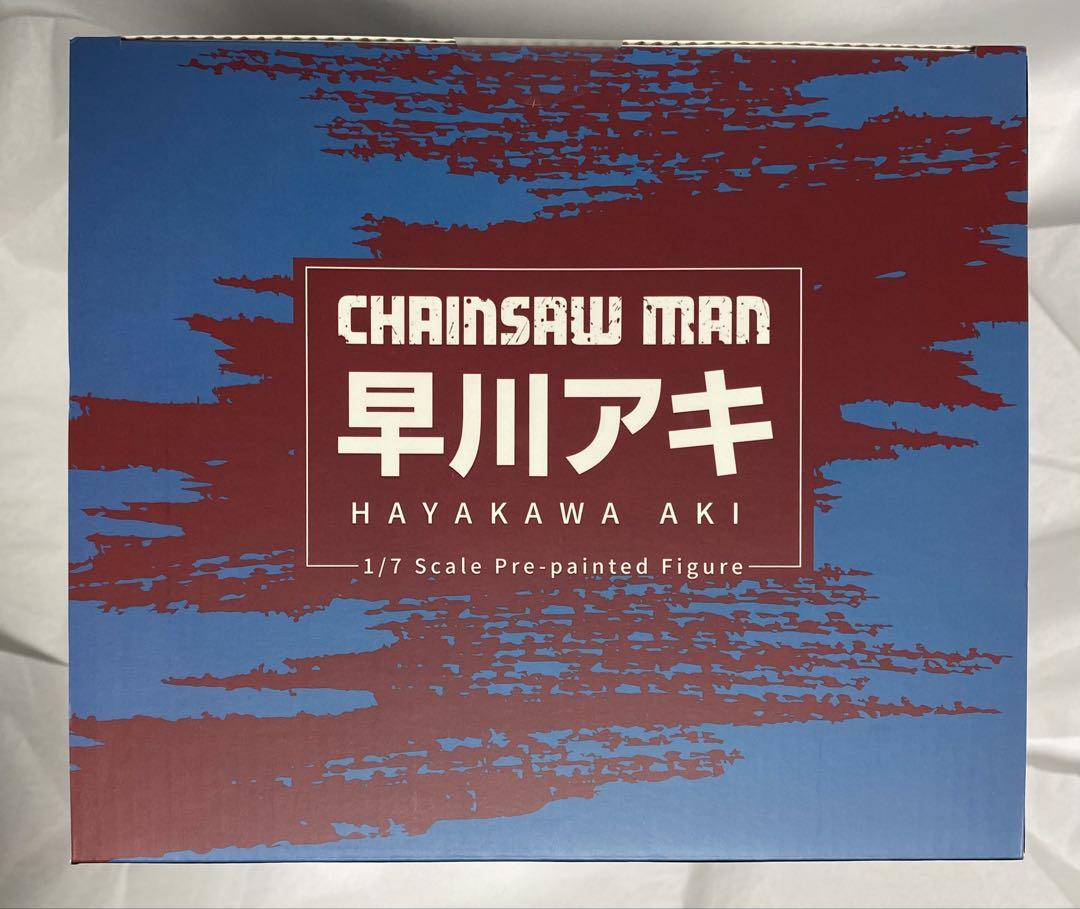 CHAINSAW MAN
早川アキ
HAYAKAWA AKI
1/7 Scale Pre-painted Figure